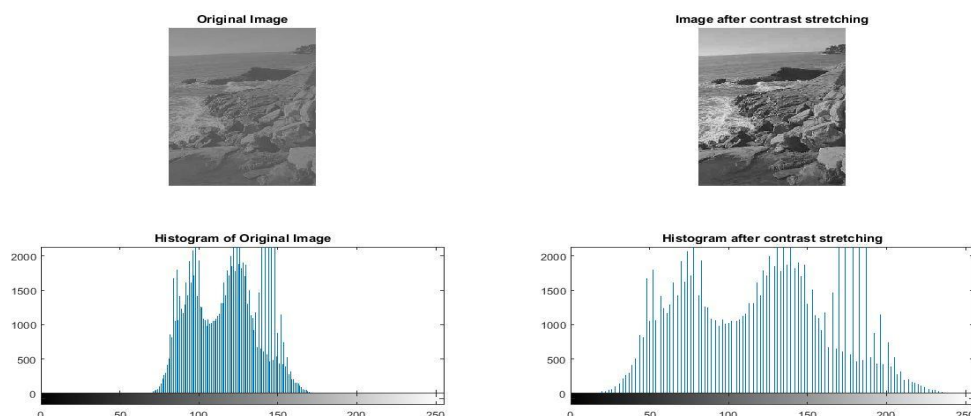 Original Image
Image after contrast stretching
Histogram of Original Image
Histogram after contrast stretching
2000
1500
1000
500
0
0 50 100 150 200 250
2000
1500
1000
500
0
0 50 100 150 200 250